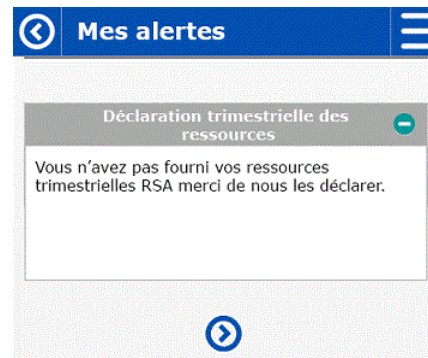 Mes alertes
Déclaration trimestrielle des
ressources
Vous n'avez pas fourni vos ressources
trimestrielles RSA merci de nous les déclarer.